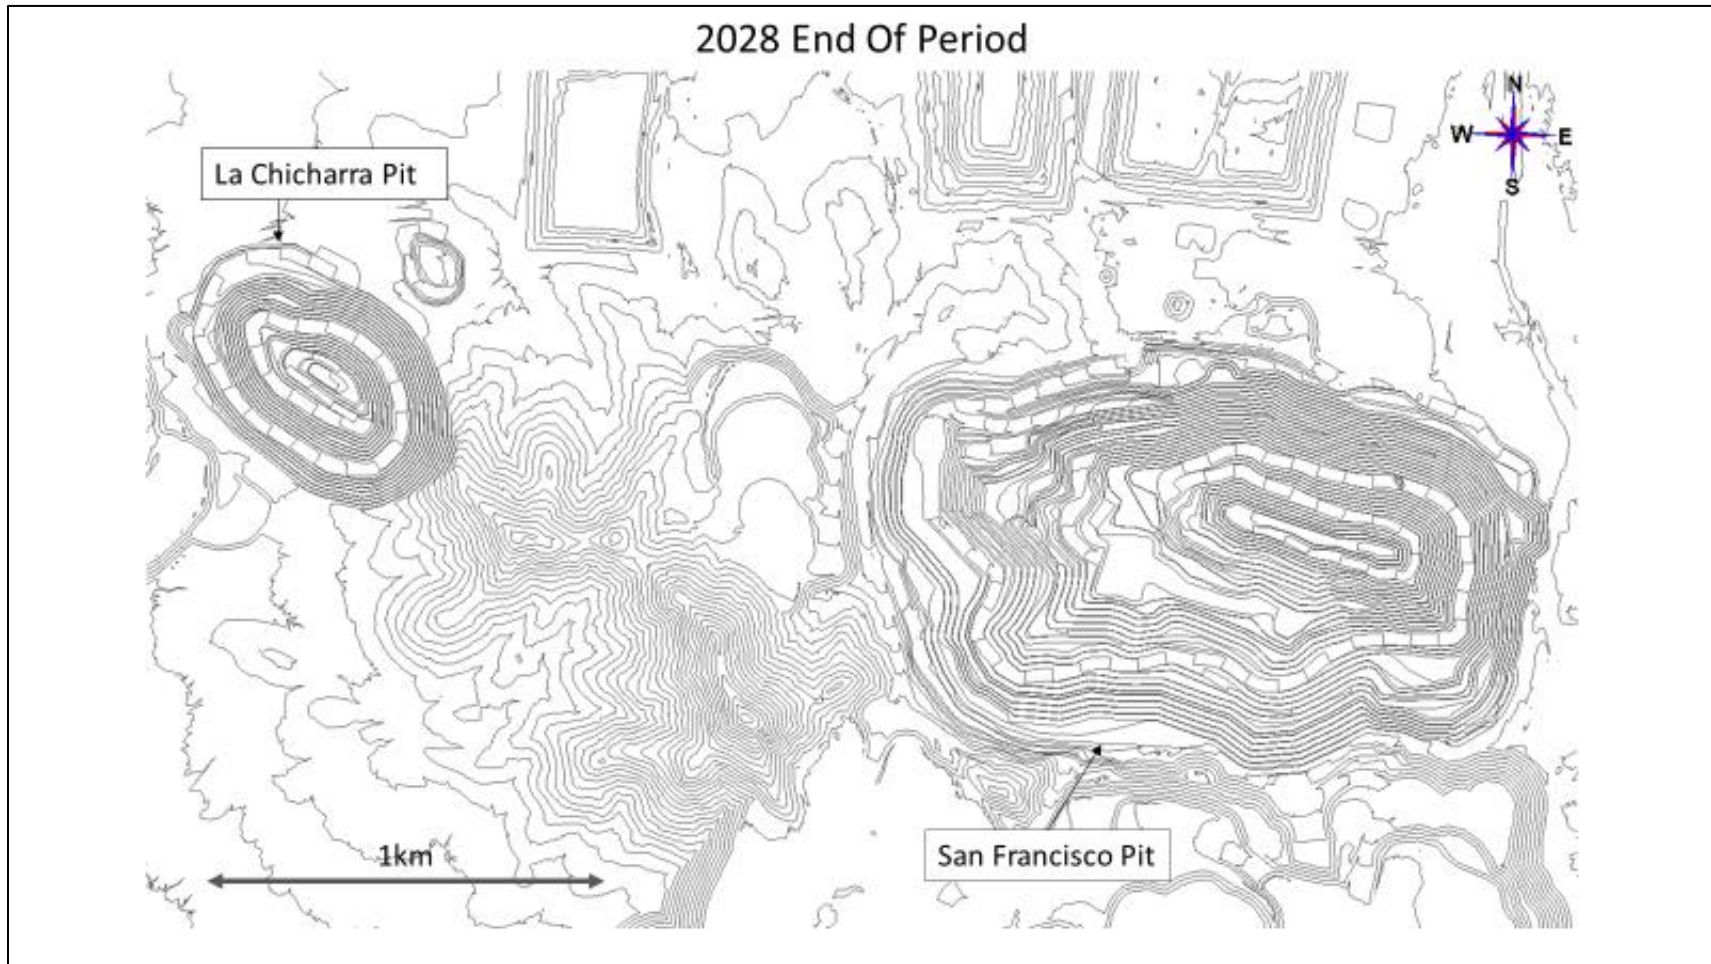 2028 End Of Period
N
W E
S
La Chicharra Pit
San Francisco Pit
1km